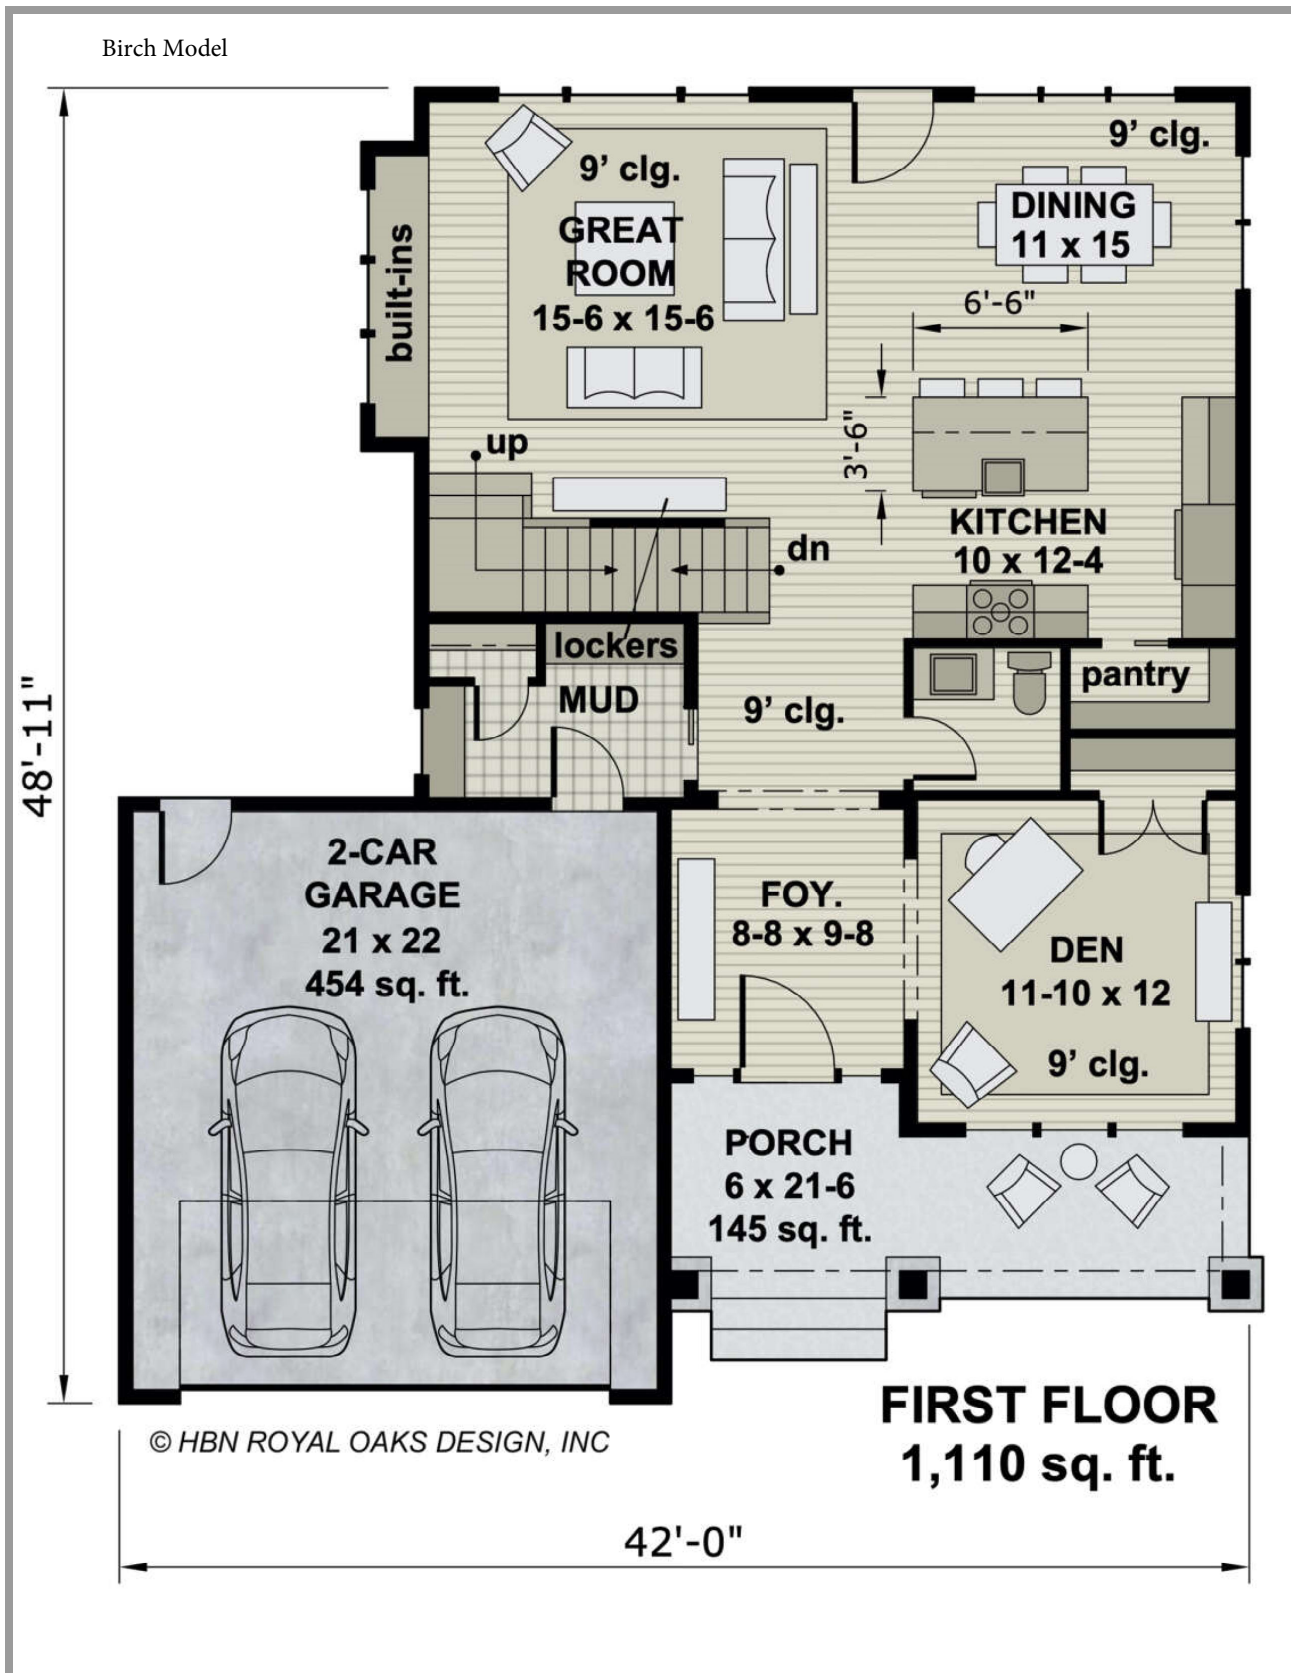 Birch Model
9’ clg.
9’ clg.
GREAT
ROOM
15-6 x 15-6
DINING
11 x 15
built-ins
6'-6"
3'-6"
up
KITCHEN
10 x 12-4
dn
lockers
MUD
9’ clg.
pantry
48'-11"
2-CAR
GARAGE
21 x 22
454 sq. ft.
FOY.
8-8 x 9-8
DEN
11-10 x 12
9’ clg.
PORCH
6 x 21-6
145 sq. ft.
FIRST FLOOR
1,110 sq. ft.
© HBN ROYAL OAKS DESIGN, INC
42'-0"